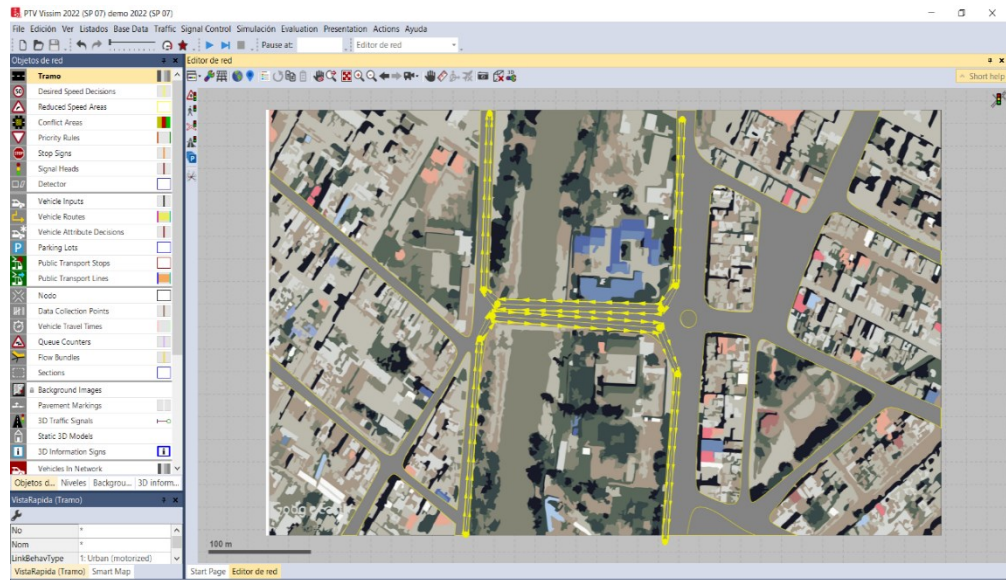 PTV Vissim 2022 (SP 07) demo 2022 (SP 07)
File Edición Ver Listados Base Data Traffic Signal Control Simulación Evaluation Presentation Actions Ayuda
Pause at: Editor de red
Objetos de red
Editor de red
Short help
Tramo
Desired Speed Decisions
Reduced Speed Areas
Conflict Areas
Priority Rules
Stop Signs
Signal Heads
Detector
Vehicle Inputs
Vehicle Routes
Vehicle Attribute Decisions
Parking Lots
Public Transport Stops
Public Transport Lines
Nodo
Data Collection Points
Vehicle Travel Times
Queue Counters
Flow Bundles
Sections
Background Images
Pavement Markings
3D Traffic Signals
Static 3D Models
3D Information Signs
Vehicles In Network
Objetos d... Niveles Backgrou... 3D inform...
VistaRapida (Tramo)
No *
Nom *
LinkBehavType 1: Urban (motorized)
VistaRapida (Tramo) Smart Map
100 m
Start Page Editor de red